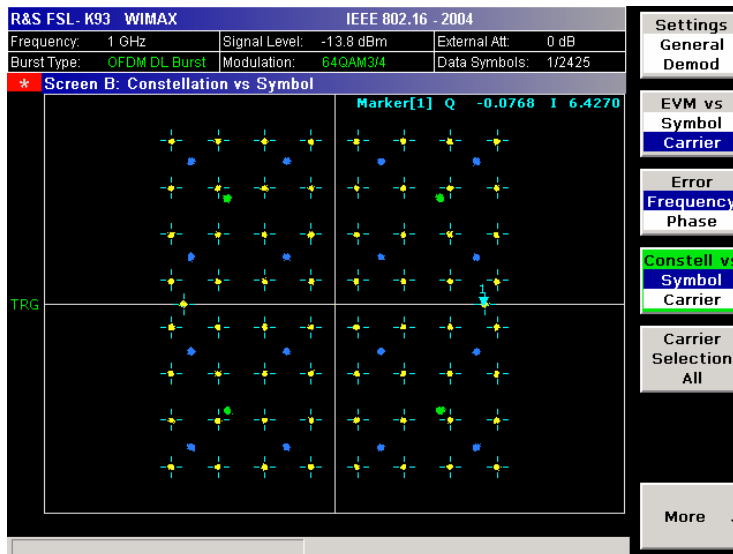 R&S FSL-K93 WIMAX IEEE 802.16 - 2004
Frequency: 1 GHz Signal Level: -13.8 dBm External Att: 0 dB
Burst Type: OFDM DL Burst Modulation: 64QAM3/4 Data Symbols: 1/2425
* Screen B: Constellation vs Symbol
Marker[1] Q -0.0768 I 6.4270
1
TRG
Settings
General
Demod
EVM vs
Symbol
Carrier
Error
Frequency
Phase
Constell vs
Symbol
Carrier
Carrier
Selection
All
More